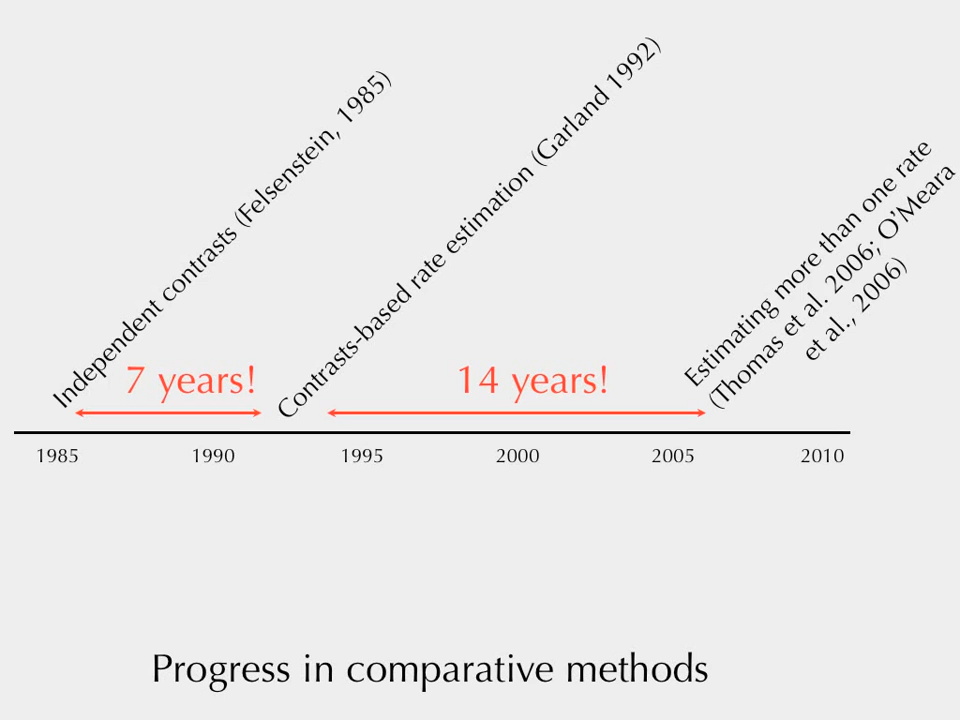 Independent contrasts (Felsenstein, 1985)
Contrasts-based rate estimation (Garland 1992)
Estimating more than one rate
(Thomas et al. 2006; O’Meara
et al., 2006)
7 years!
14 years!
1985
1990
1995
2000
2005
2010
Progress in comparative methods